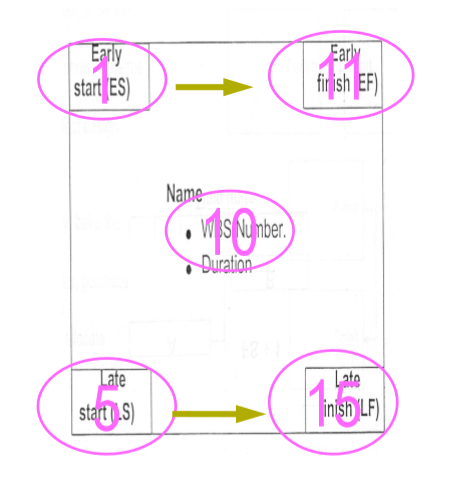 Early
start (ES)
1
Early
finish (EF)
11
Name
• WBS Number.
• Duration
10
Late
start (LS)
5
Late
finish (LF)
15